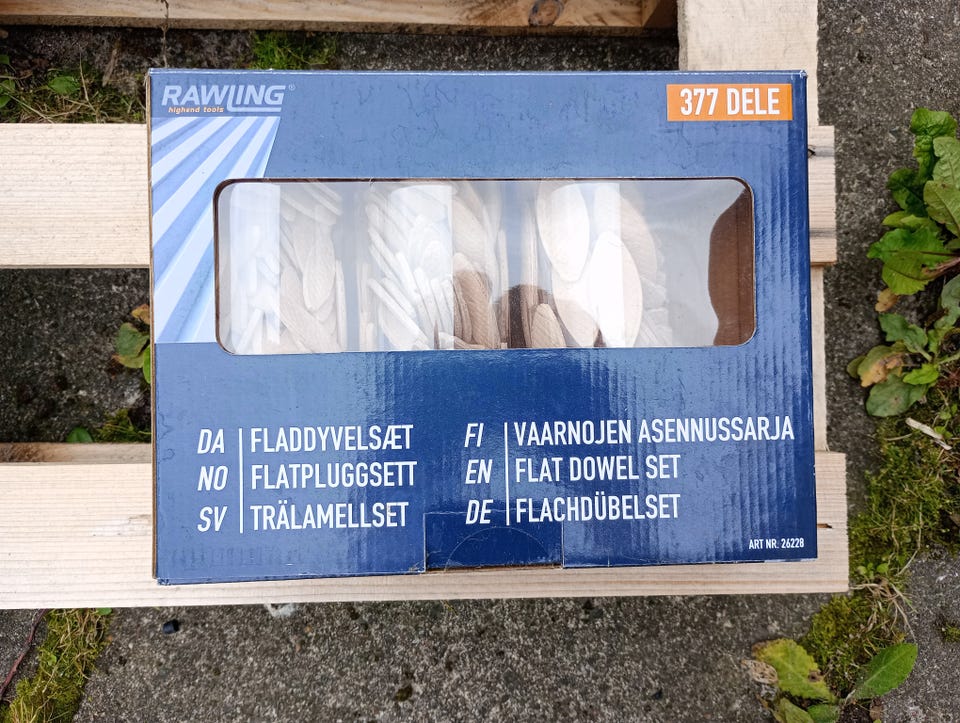 RAWLING®
highend tools
377 DELE
DA FLADDYVELSÆT
NO FLATPLUGGSETT
SV TRÄLAMELLSET
FI VAARNOJEN ASENNUSSARJA
EN FLAT DOWEL SET
DE FLACHDÜBELSET
ART NR. 26228